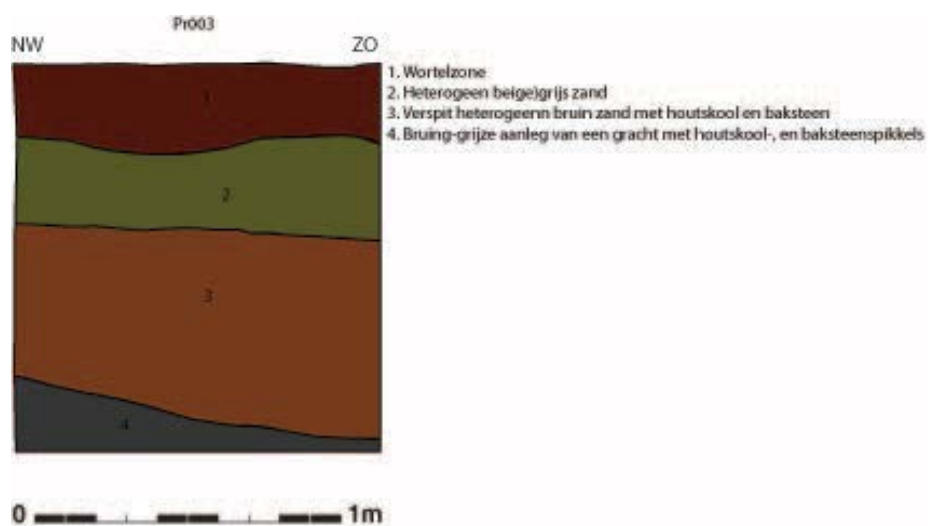 Pr003
NW ZO
1. Wortelzone
2. Heterogeen beige)grijs zand
3. Verspit heterogeenn bruin zand met houtskool en baksteen
4. Bruing-grijze aanleg van een gracht met houtskool-, en baksteenspikkels
1
2
3
4
0 1m